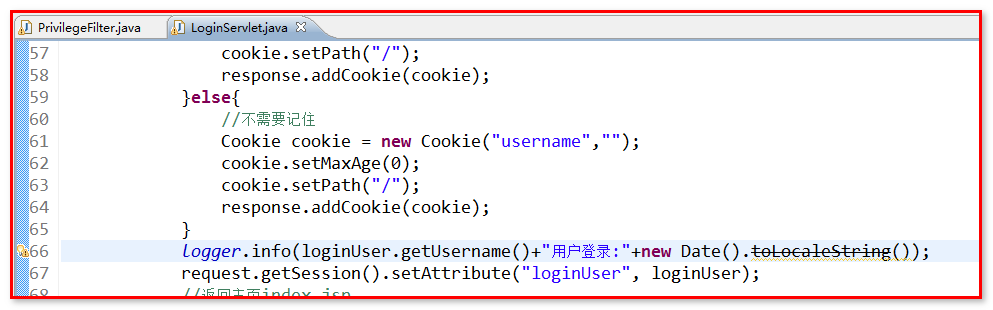 PrivilegeFilter.java LoginServlet.java
57 cookie.setPath("/");
58 response.addCookie(cookie);
59 }else{
60 //不需要记住
61 Cookie cookie = new Cookie("username","");
62 cookie.setMaxAge(0);
63 cookie.setPath("/");
64 response.addCookie(cookie);
65 }
66 logger.info(loginUser.getUsername()+"用户登录:"+new Date().toLocaleString());
67 request.getSession().setAttribute("loginUser", loginUser);
68 //返回主页index.jsp